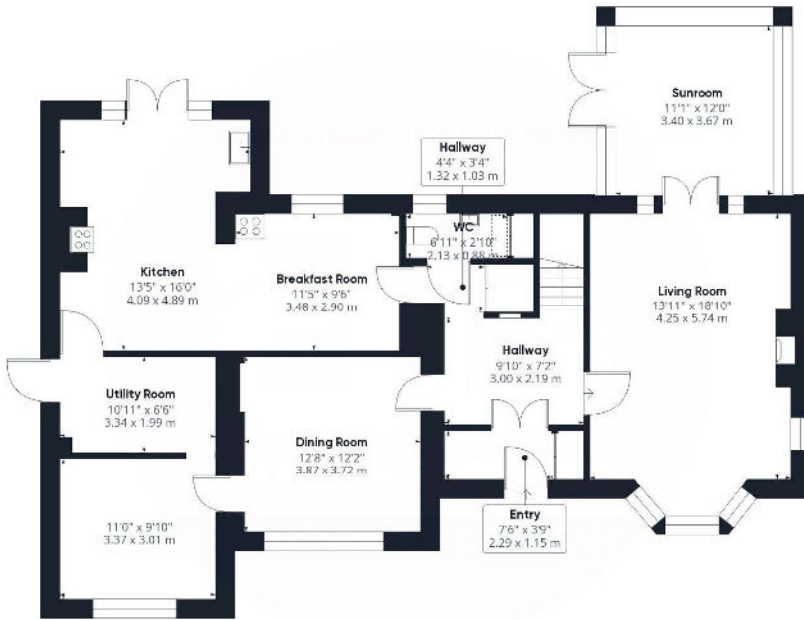 Sunroom
11'1" x 12'0"
3.40 x 3.67 m
Hallway
4'4" x 3'4"
1.32 x 1.03 m
WC
6'11" x 2'10"
2.13 x 0.88 m
Kitchen
13'5" x 16'0"
4.09 x 4.89 m
Breakfast Room
11'5" x 9'6"
3.48 x 2.90 m
Living Room
13'11" x 18'10"
4.25 x 5.74 m
Hallway
9'10" x 7'2"
3.00 x 2.19 m
Utility Room
10'11" x 6'6"
3.34 x 1.99 m
Dining Room
12'8" x 12'2"
3.87 x 3.72 m
Entry
7'6" x 3'9"
2.29 x 1.15 m
11'0" x 9'10"
3.37 x 3.01 m